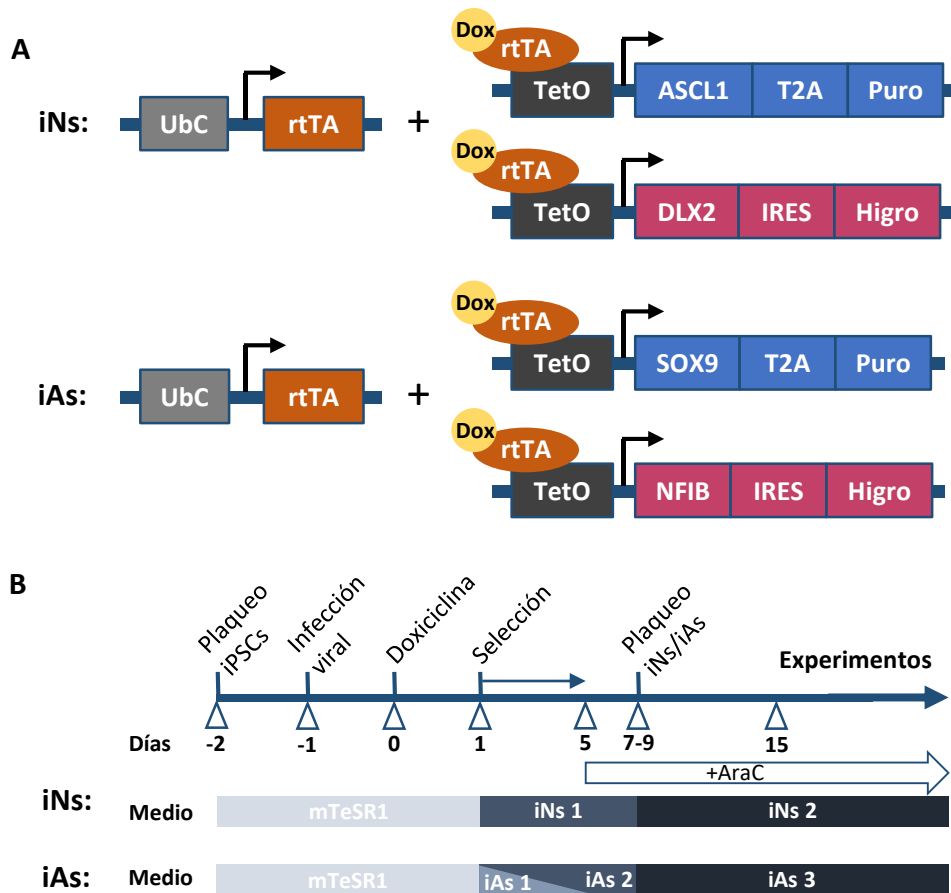 A
iNs:
UbC
rtTA
+
Dox
rtTA
TetO
ASCL1
T2A
Puro
Dox
rtTA
TetO
DLX2
IRES
Higro
iAs:
UbC
rtTA
+
Dox
rtTA
TetO
SOX9
T2A
Puro
Dox
rtTA
TetO
NFIB
IRES
Higro
B
Plaqueo
iPSCs
Infección
viral
Doxiciclina
Selección
Plaqueo
iNs/iAs
Experimentos
Días
-2
-1
0
1
5
7-9
15
+AraC
iNs:
Medio
mTeSR1
iNs 1
iNs 2
iAs:
Medio
mTeSR1
iAs 1
iAs 2
iAs 3